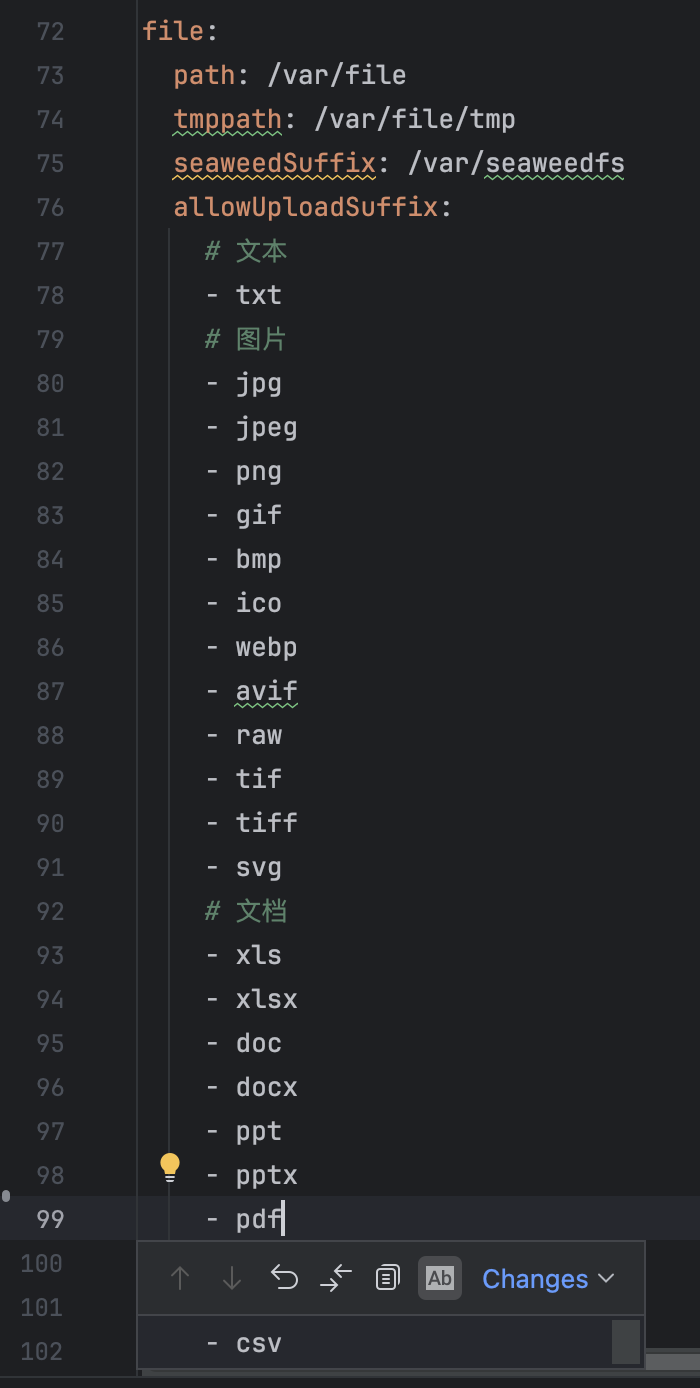 72 file:
73 path: /var/file
74 tmppath: /var/file/tmp
75 seaweedSuffix: /var/seaweedfs
76 allowUploadSuffix:
77 # 文本
78 - txt
79 # 图片
80 - jpg
81 - jpeg
82 - png
83 - gif
84 - bmp
85 - ico
86 - webp
87 - avif
88 - raw
89 - tif
90 - tiff
91 - svg
92 # 文档
93 - xls
94 - xlsx
95 - doc
96 - docx
97 - ppt
98 - pptx
99 - pdf
100
Ab Changes
101
102
- csv